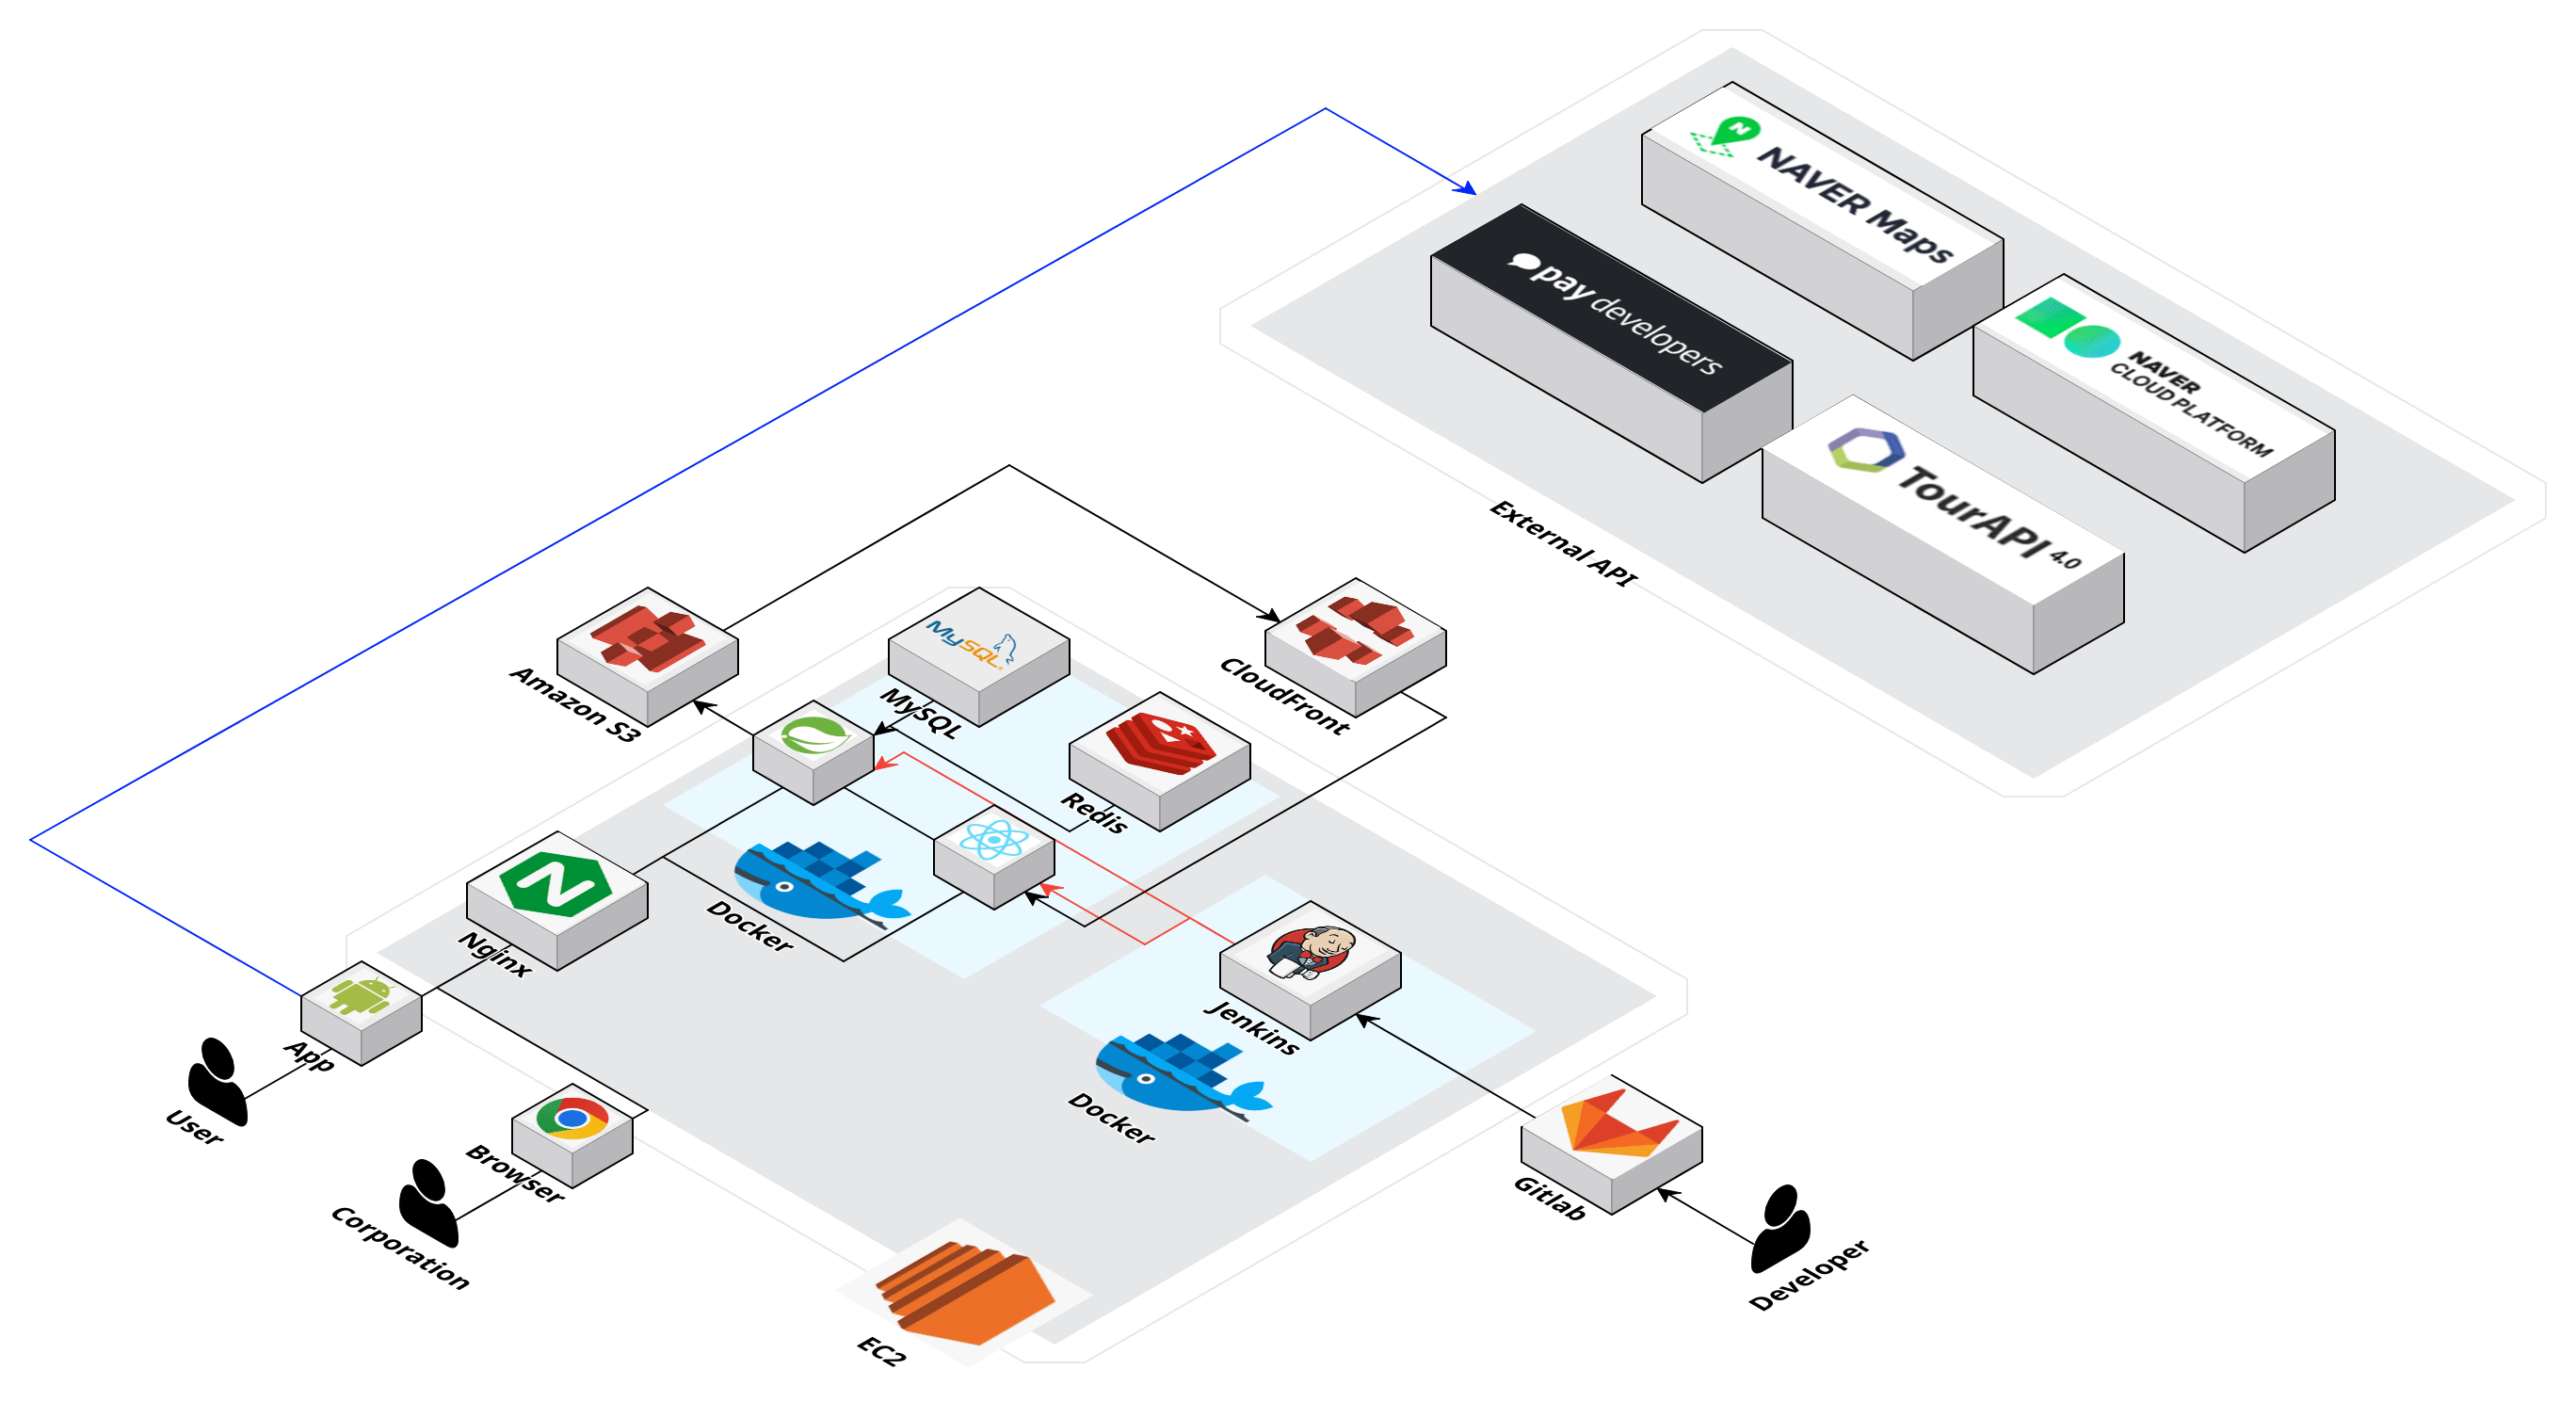 NAVER Maps
pay developers
NAVER
CLOUD PLATFORM
TourAPI 4.0
External API
Amazon S3
MySQL
MySQL
CloudFront
Redis
Nginx
Docker
Jenkins
App
User
Docker
Browser
Corporation
Gitlab
Developer
EC2